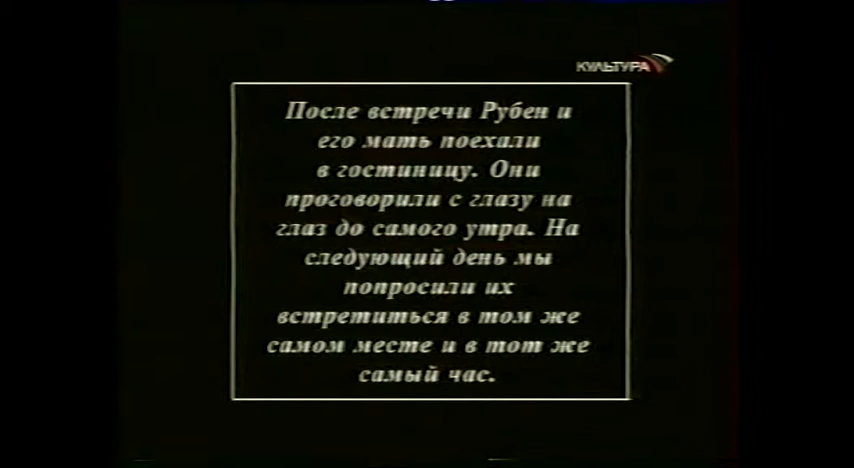 КУЛЬТУРА
После встречи Рубен и
его мать поехали
в гостиницу. Они
проговорили с глазу на
глаз до самого утра. На
следующий день мы
попросили их
встретиться в том же
самом месте и в тот же
самый час.